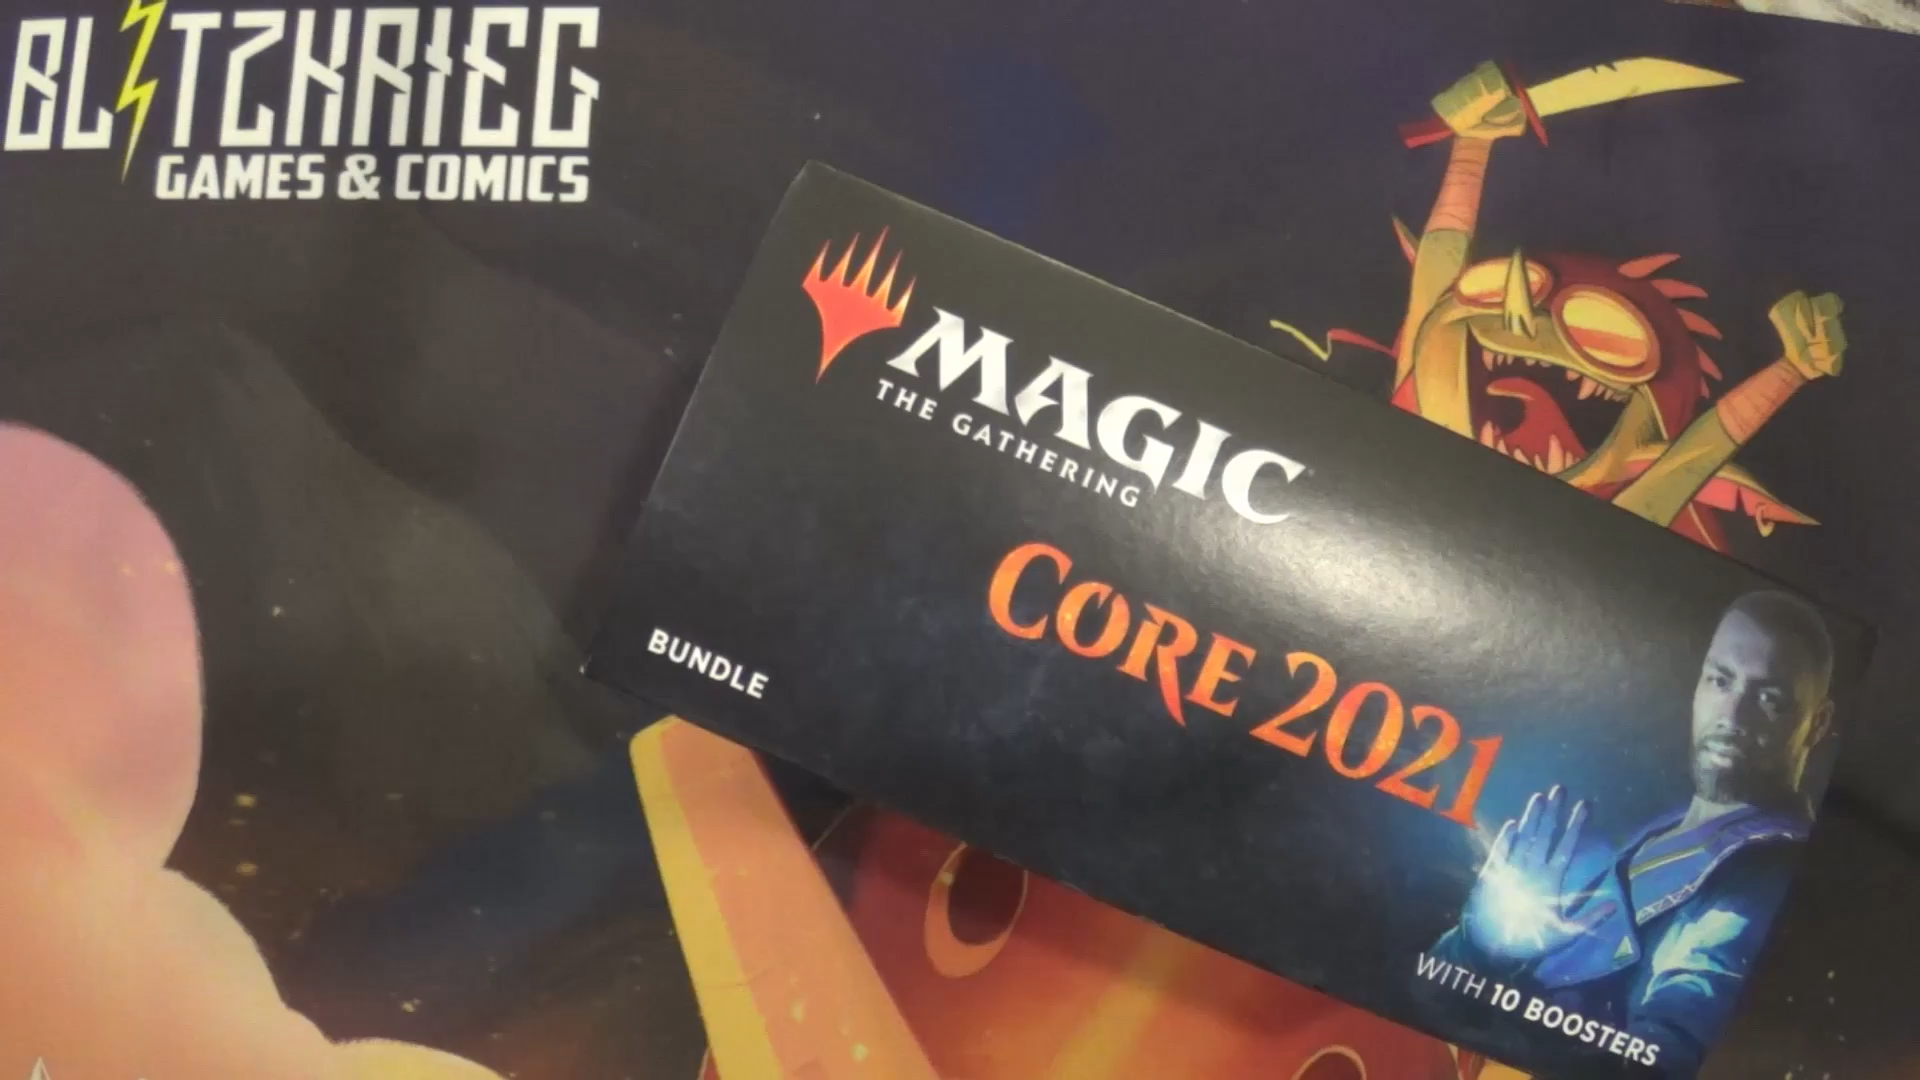 BLITZKRIEG
GAMES & COMICS
MAGIC
THE GATHERING
CORE 2021
BUNDLE
WITH 10 BOOSTERS